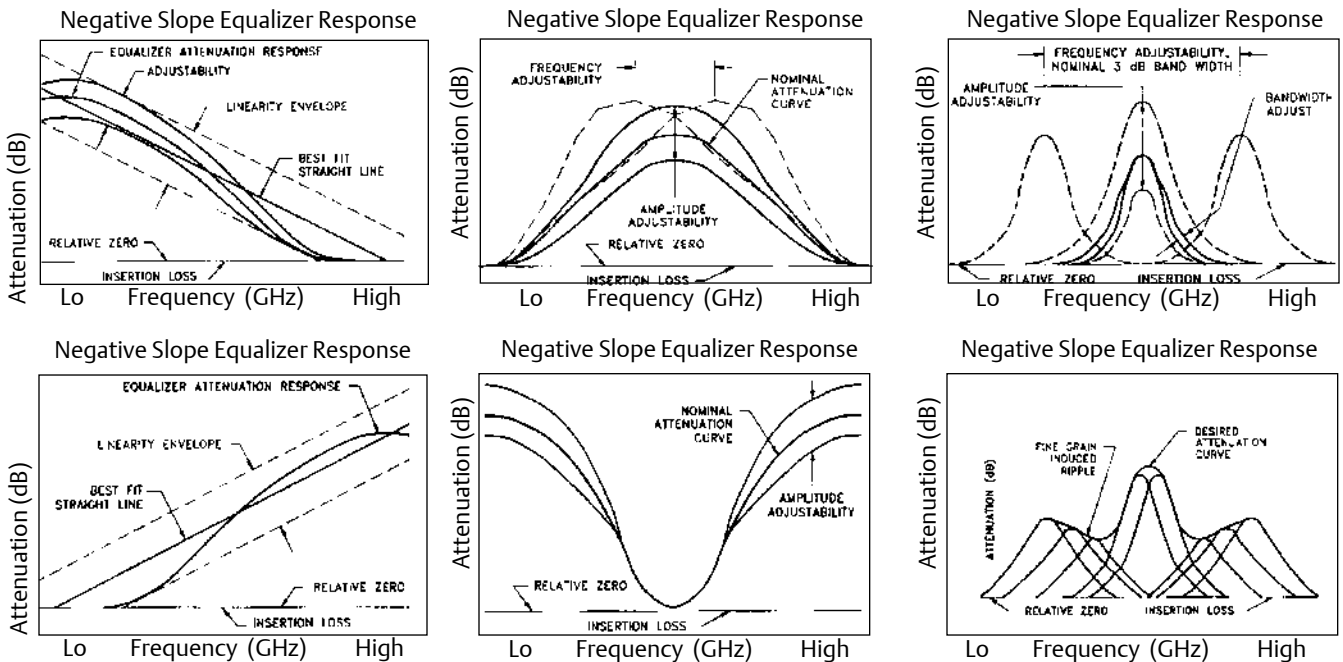 Negative Slope Equalizer Response
EQUALIZER ATTENUATION RESPONSE
ADJUSTABILITY
LINEARITY ENVELOPE
BEST FIT
STRAIGHT LINE
RELATIVE ZERO
INSERTION LOSS
Attenuation (dB)
Lo Frequency (GHz) High
Negative Slope Equalizer Response
FREQUENCY
ADJUSTABILITY
NOMINAL
ATTENUATION
CURVE
AMPLITUDE
ADJUSTABILITY
RELATIVE ZERO
INSERTION LOSS
Attenuation (dB)
Lo Frequency (GHz) High
Negative Slope Equalizer Response
FREQUENCY ADJUSTABILITY,
NOMINAL 3 dB BAND WIDTH
AMPLITUDE
ADJUSTABILITY
BANDWIDTH
ADJUST
RELATIVE ZERO INSERTION LOSS
Attenuation (dB)
Lo Frequency (GHz) High
Negative Slope Equalizer Response
EQUALIZER ATTENUATION RESPONSE
LINEARITY ENVELOPE
BEST FIT
STRAIGHT LINE
RELATIVE ZERO
INSERTION LOSS
Attenuation (dB)
Lo Frequency (GHz) High
Negative Slope Equalizer Response
NOMINAL
ATTENUATION
CURVE
AMPLITUDE
ADJUSTABILITY
RELATIVE ZERO
INSERTION LOSS
Attenuation (dB)
Lo Frequency (GHz) High
Negative Slope Equalizer Response
DESIRED
ATTENUATION
CURVE
FINE GRAIN
INDUCED
RIPPLE
ATTENUATION (dB)
RELATIVE ZERO INSERTION LOSS
Attenuation (dB)
Lo Frequency (GHz) High